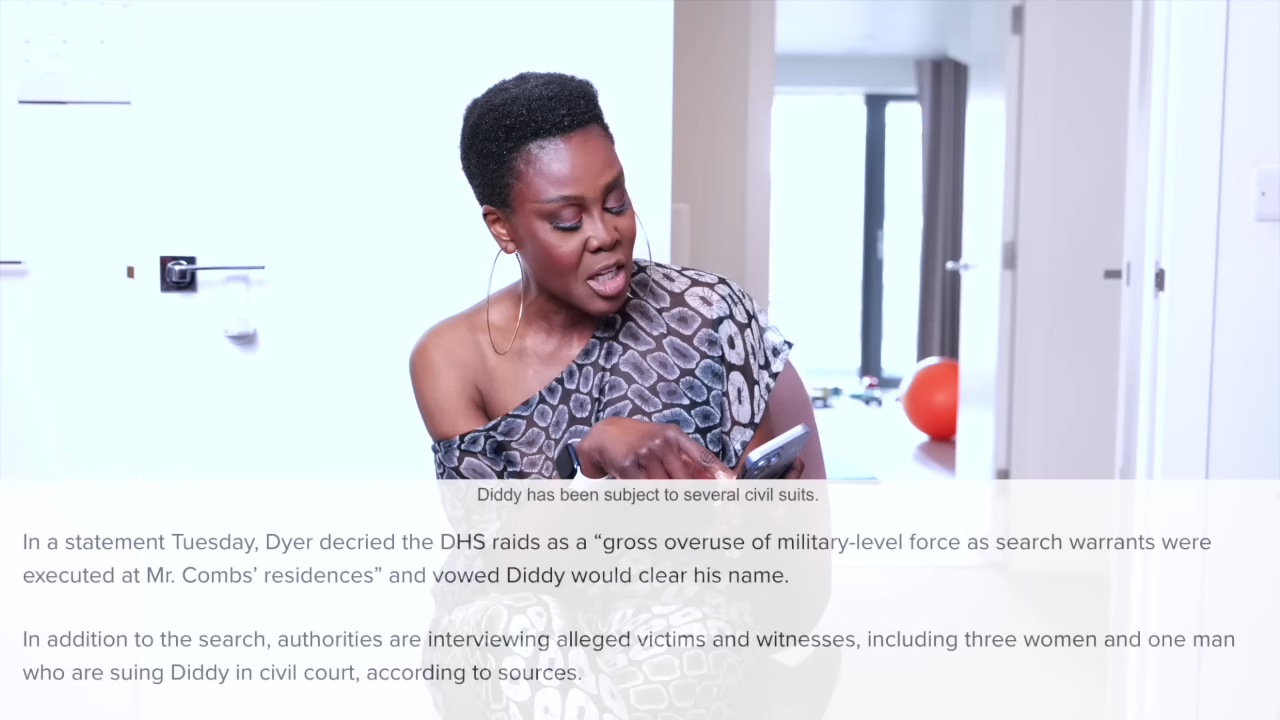 Diddy has been subject to several civil suits.
In a statement Tuesday, Dyer decried the DHS raids as a “gross overuse of military-level force as search warrants were
executed at Mr. Combs’ residences” and vowed Diddy would clear his name.
In addition to the search, authorities are interviewing alleged victims and witnesses, including three women and one man
who are suing Diddy in civil court, according to sources.